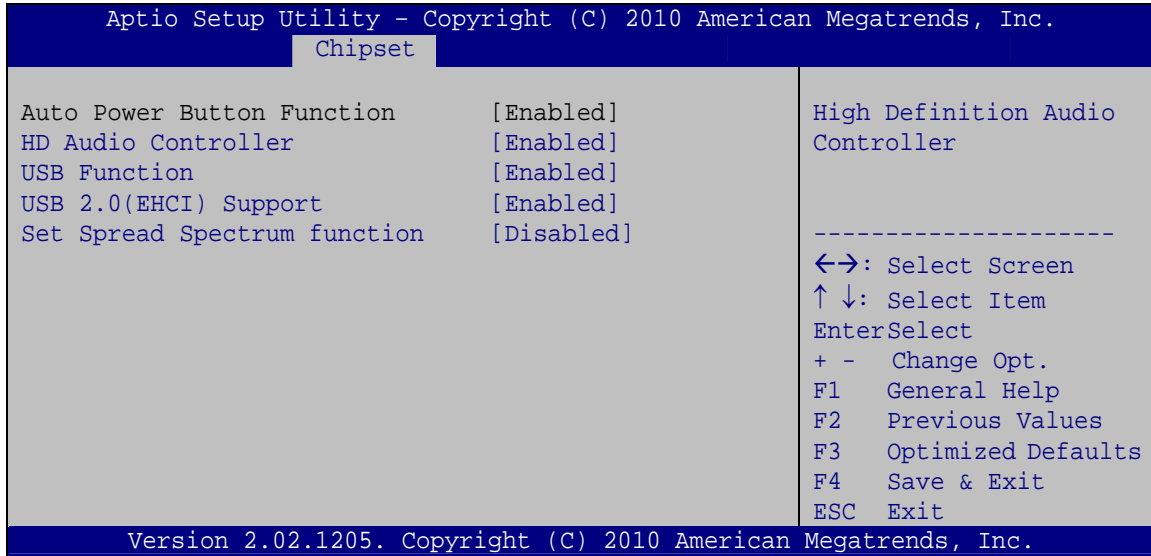 Aptio Setup Utility – Copyright (C) 2010 American Megatrends, Inc.
Chipset
Auto Power Button Function [Enabled]
HD Audio Controller [Enabled]
USB Function [Enabled]
USB 2.0(EHCI) Support [Enabled]
Set Spread Spectrum function [Disabled]
High Definition Audio
Controller
---------------------
←→: Select Screen
↑ ↓: Select Item
EnterSelect
+ - Change Opt.
F1 General Help
F2 Previous Values
F3 Optimized Defaults
F4 Save & Exit
ESC Exit
Version 2.02.1205. Copyright (C) 2010 American Megatrends, Inc.